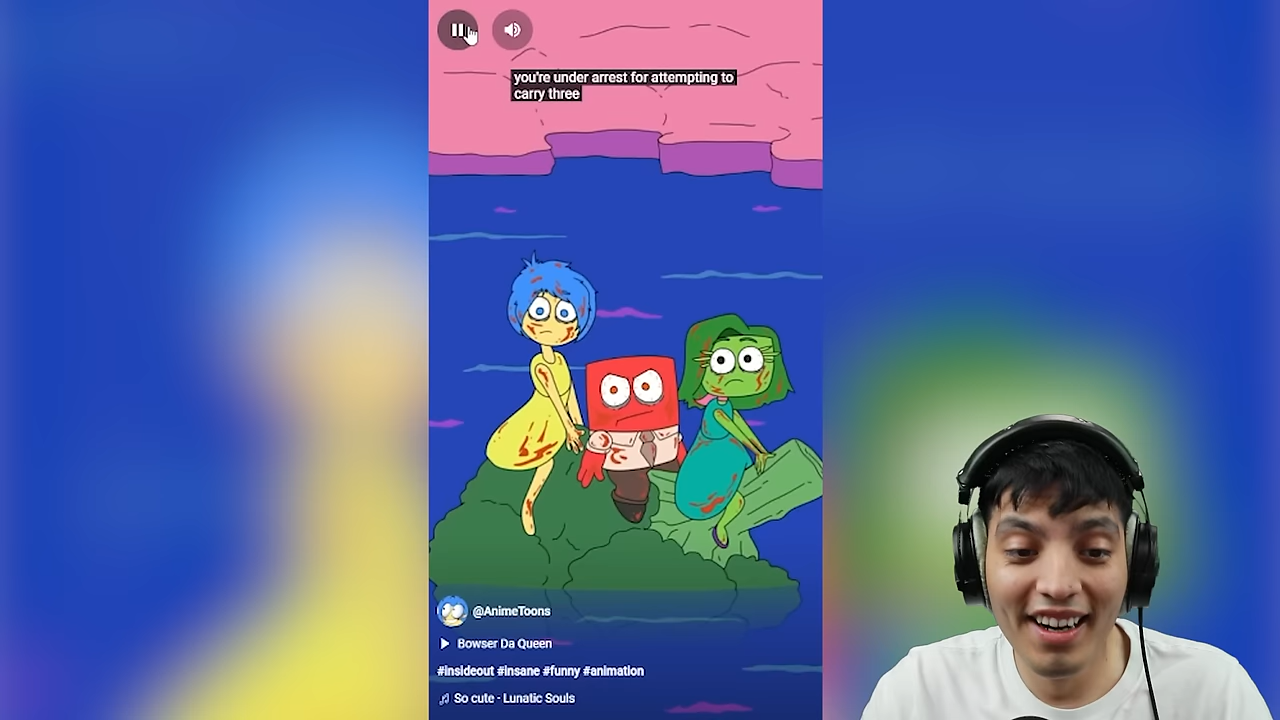 you're under arrest for attempting to
carry three
@AnimeToons
Bowser Da Queen
#insideout #insane #funny #animation
So cute - Lunatic Souls